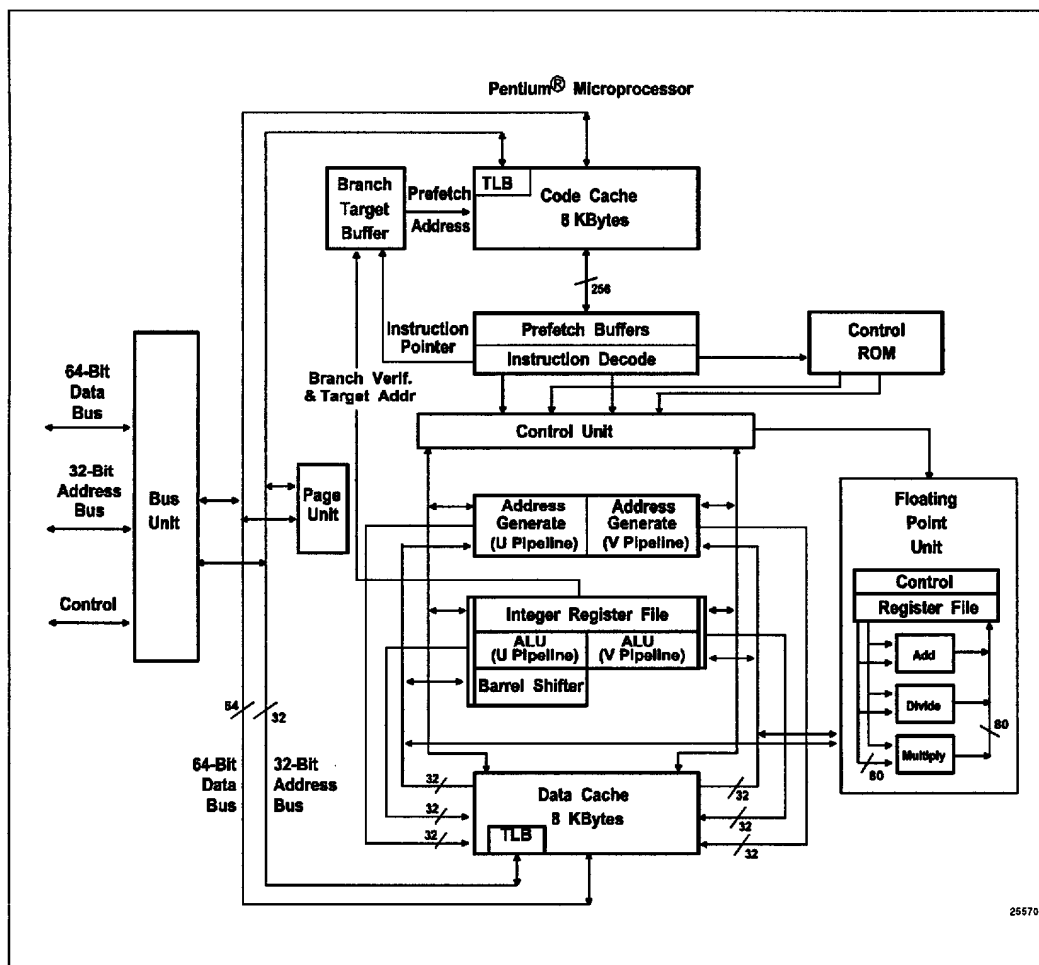 Pentium® Microprocessor
TLB
Code Cache
8 KBytes
Branch
Target
Buffer
Prefetch
Address
256
Instruction
Pointer
Prefetch Buffers
Instruction Decode
Control
ROM
Branch Verif.
& Target Addr
Control Unit
64-Bit
Data
Bus
32-Bit
Address
Bus
Control
Bus
Unit
Page
Unit
Address
Generate
(U Pipeline)
Address
Generate
(V Pipeline)
Integer Register File
ALU
(U Pipeline)
ALU
(V Pipeline)
Barrel Shifter
Floating
Point
Unit
Control
Register File
Add
Divide
Multiply
80
80
64
32
64-Bit
Data
Bus
32-Bit
Address
Bus
32
32
32
Data Cache
8 KBytes
TLB
32
32
32
25570